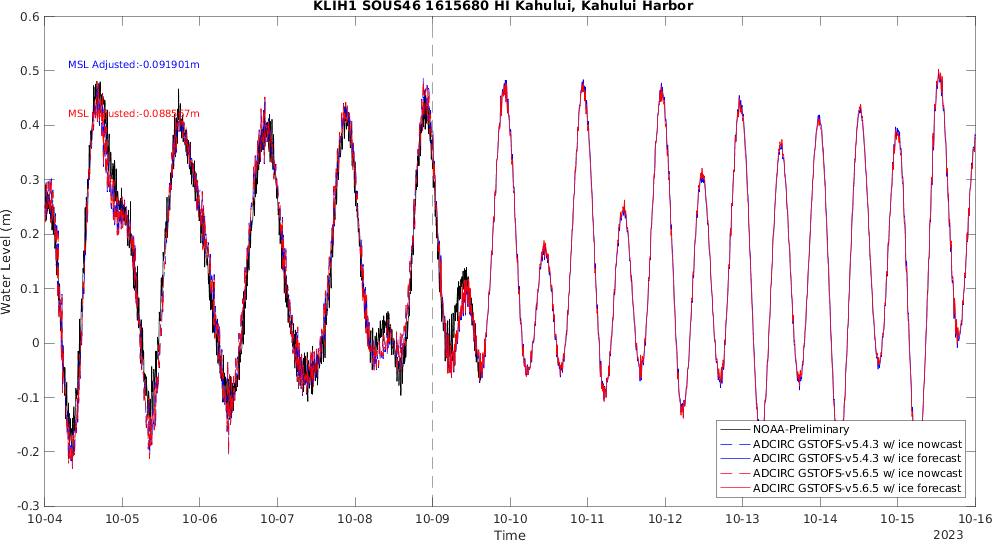 KLIH1 SOUS46 1615680 HI Kahului, Kahului Harbor
0.6
0.5
0.4
0.3
0.2
0.1
0
-0.1
-0.2
-0.3
Water Level (m)
MSL Adjusted:-0.091901m
MSL Adjusted:-0.088567m
NOAA-Preliminary
ADCIRC GSTOFS-v5.4.3 w/ ice nowcast
ADCIRC GSTOFS-v5.4.3 w/ ice forecast
ADCIRC GSTOFS-v5.6.5 w/ ice nowcast
ADCIRC GSTOFS-v5.6.5 w/ ice forecast
10-04 10-05 10-06 10-07 10-08 10-09 10-10 10-11 10-12 10-13 10-14 10-15 10-16
Time
2023